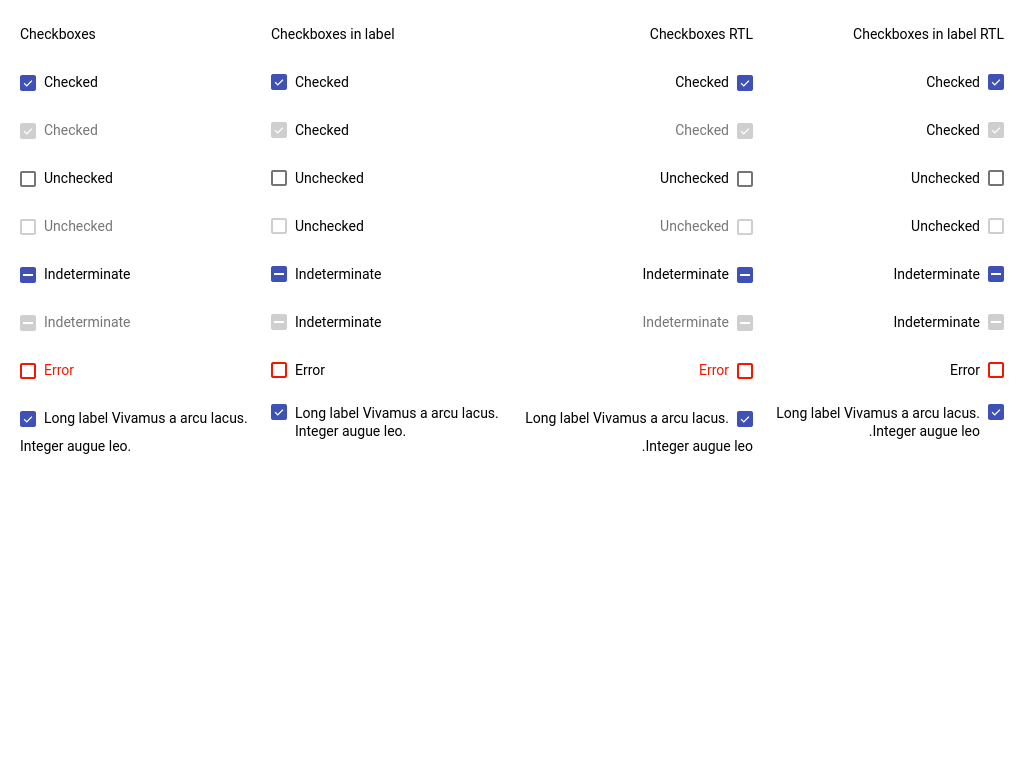 Checkboxes
Checked
Checked
Unchecked
Unchecked
Indeterminate
Indeterminate
Error
Long label Vivamus a arcu lacus.
Integer augue leo.
Checkboxes in label
Checked
Checked
Unchecked
Unchecked
Indeterminate
Indeterminate
Error
Long label Vivamus a arcu lacus.
Integer augue leo.
Checkboxes RTL
Checked
Checked
Unchecked
Unchecked
Indeterminate
Indeterminate
Error
Long label Vivamus a arcu lacus.
.Integer augue leo
Checkboxes in label RTL
Checked
Checked
Unchecked
Unchecked
Indeterminate
Indeterminate
Error
Long label Vivamus a arcu lacus.
.Integer augue leo